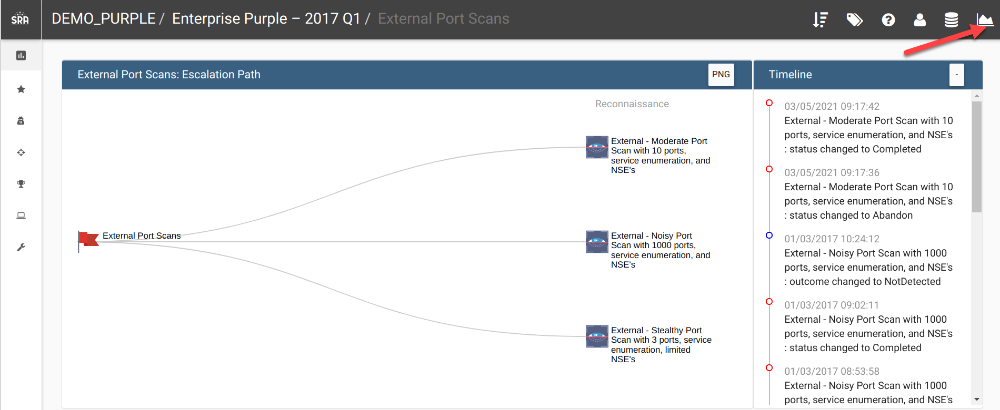 SRA
DEMO_PURPLE / Enterprise Purple – 2017 Q1 / External Port Scans
External Port Scans: Escalation Path
PNG
Reconnaissance
External - Moderate Port
Scan with 10 ports,
service enumeration, and
NSE's
External Port Scans
External - Noisy Port
Scan with 1000 ports,
service enumeration, and
NSE's
External - Stealthy Port
Scan with 3 ports, service
enumeration, limited
NSE's
Timeline
-
03/05/2021 09:17:42
External - Moderate Port Scan with 10
ports, service enumeration, and NSE's
: status changed to Completed
03/05/2021 09:17:36
External - Moderate Port Scan with 10
ports, service enumeration, and NSE's
: status changed to Abandon
01/03/2017 10:24:12
External - Noisy Port Scan with 1000
ports, service enumeration, and NSE's
: outcome changed to NotDetected
01/03/2017 09:02:11
External - Noisy Port Scan with 1000
ports, service enumeration, and NSE's
: status changed to Completed
01/03/2017 08:53:58
External - Noisy Port Scan with 1000
ports, service enumeration, and NSE's